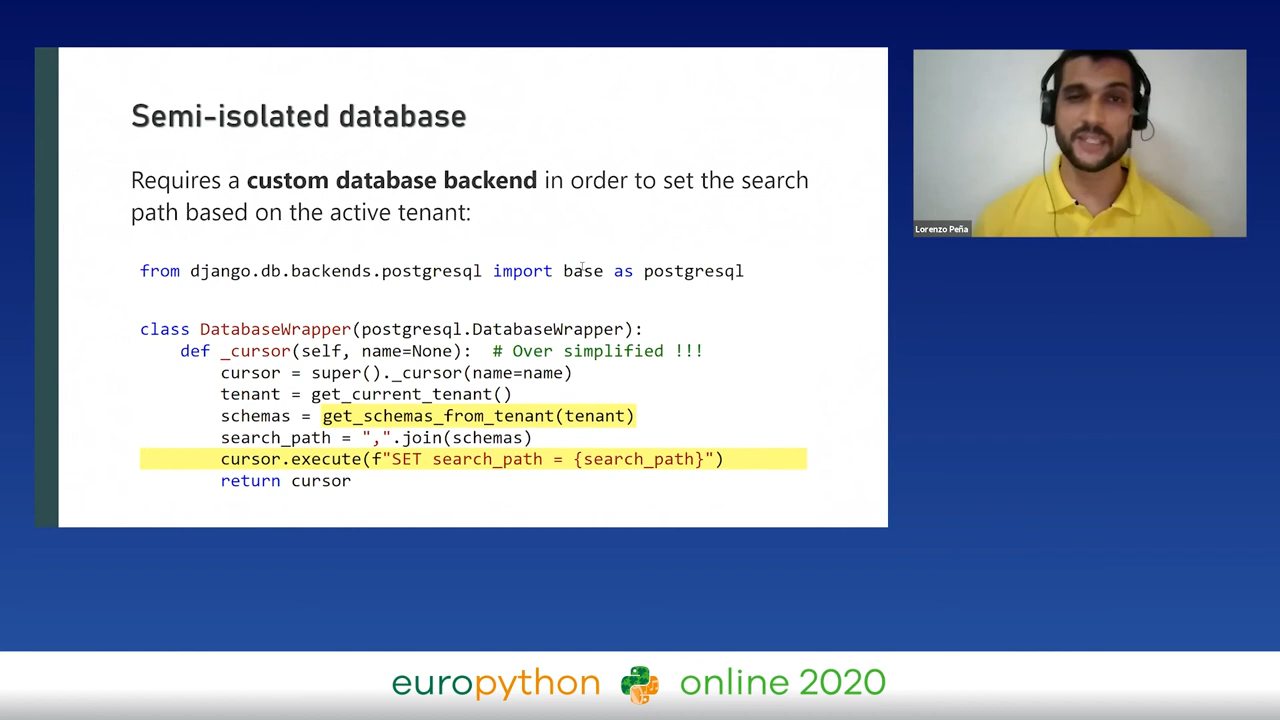 Semi-isolated database
Requires a custom database backend in order to set the search
path based on the active tenant:
from django.db.backends.postgresql import base as postgresql
class DatabaseWrapper(postgresql.DatabaseWrapper):
    def _cursor(self, name=None):  # Over simplified !!!
        cursor = super()._cursor(name=name)
        tenant = get_current_tenant()
        schemas = get_schemas_from_tenant(tenant)
        search_path = ",".join(schemas)
        cursor.execute(f"SET search_path = {search_path}")
        return cursor
Lorenzo Peña
europython online 2020